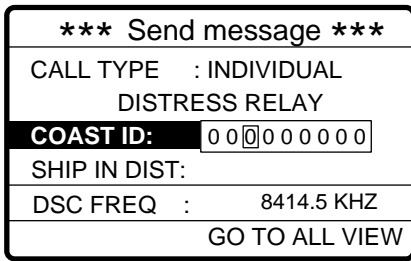 *** Send message ***
CALL TYPE : INDIVIDUAL
DISTRESS RELAY
COAST ID: 000000000
SHIP IN DIST:
DSC FREQ : 8414.5 KHZ
GO TO ALL VIEW